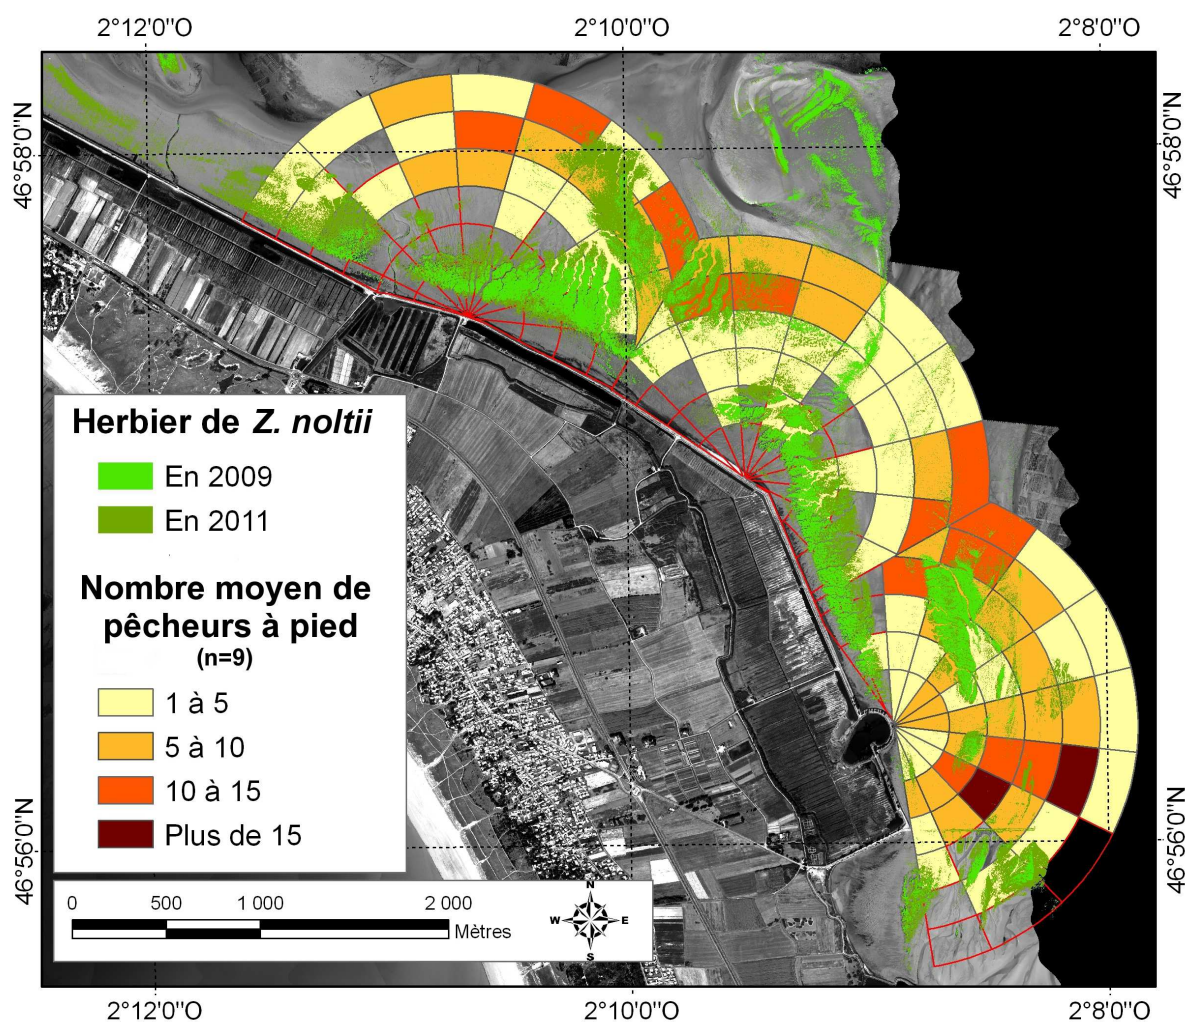 2°12'0"O 2°10'0"O 2°8'0"O
46°58'0"N
46°58'0"N
Herbier de Z. noltii
En 2009
En 2011
Nombre moyen de
pêcheurs à pied
(n=9)
1 à 5
5 à 10
10 à 15
Plus de 15
46°56'0"N
46°56'0"N
0 500 1 000 2 000
Mètres
N
W E
S
2°12'0"O 2°10'0"O 2°8'0"O